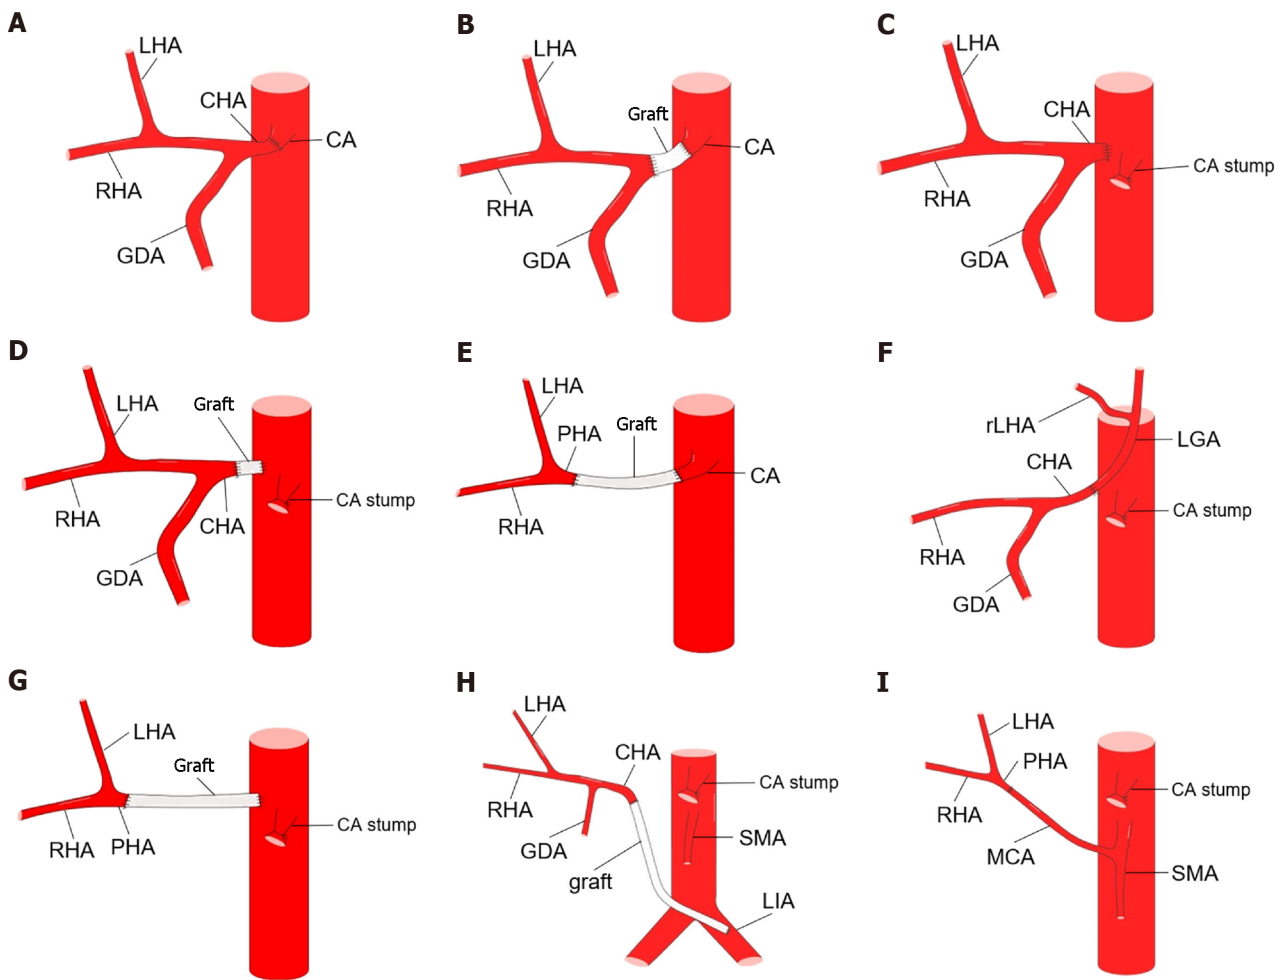 A
LHA
CHA
CA
RHA
GDA
B
LHA
Graft
CA
RHA
GDA
C
LHA
CHA
CA stump
RHA
GDA
D
LHA
Graft
CA stump
RHA
CHA
GDA
E
LHA
PHA
Graft
CA
RHA
F
rLHA
LGA
CHA
CA stump
RHA
GDA
G
LHA
Graft
CA stump
RHA
PHA
H
LHA
CHA
CA stump
RHA
SMA
GDA
graft
LIA
I
LHA
PHA
CA stump
RHA
MCA
SMA